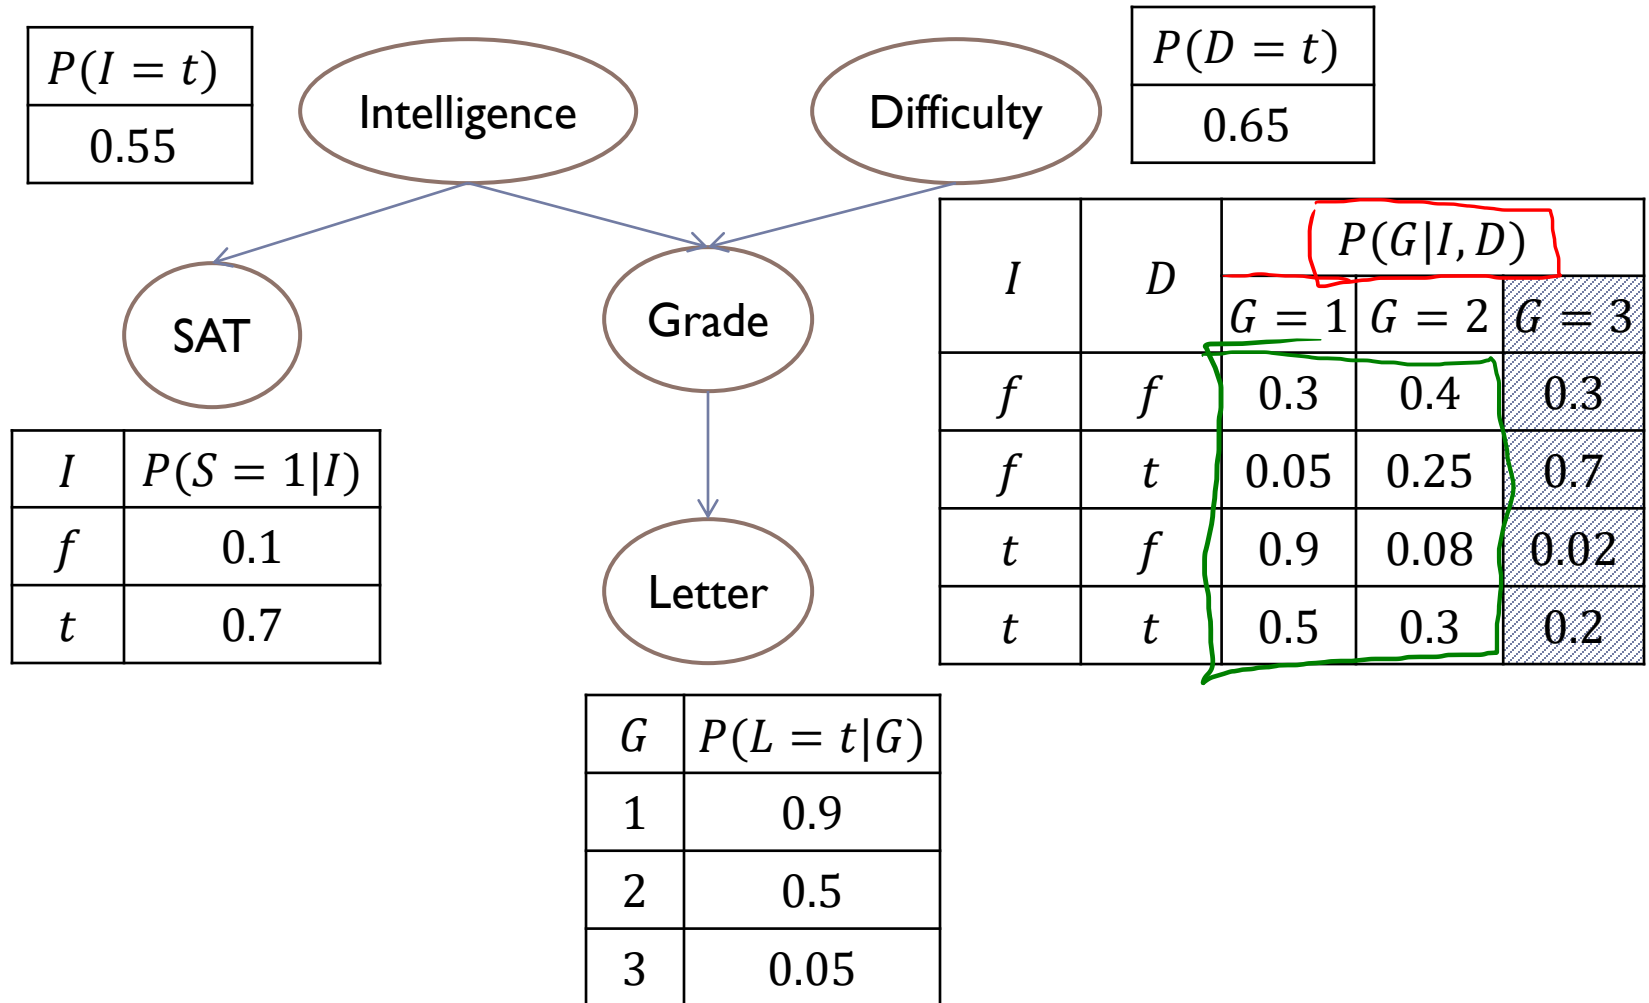 P(I = t)
0.55
Intelligence
Difficulty
P(D = t)
0.65
SAT
Grade
Letter
I D P(G|I, D)
G = 1 G = 2 G = 3
f f 0.3 0.4 0.3
f t 0.05 0.25 0.7
t f 0.9 0.08 0.02
t t 0.5 0.3 0.2
I P(S = 1|I)
f 0.1
t 0.7
G P(L = t|G)
1 0.9
2 0.5
3 0.05